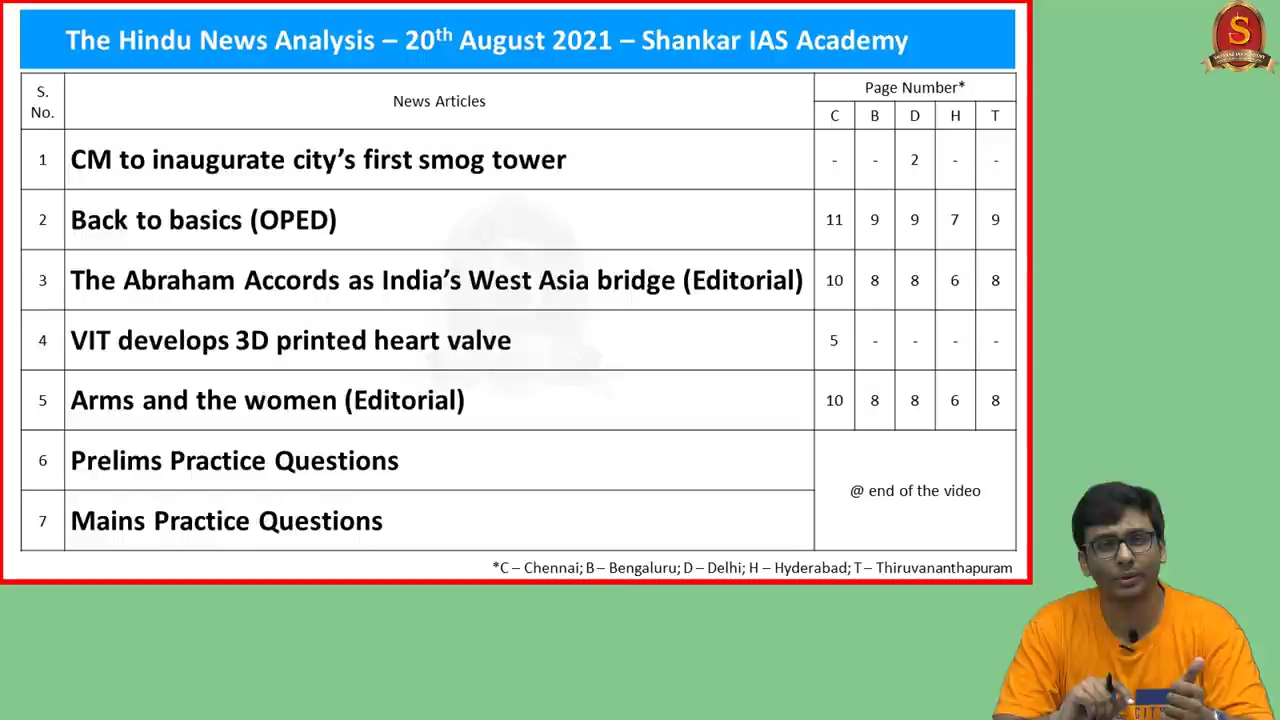 The Hindu News Analysis – 20th August 2021 – Shankar IAS Academy
S. No. News Articles Page Number*
C B D H T
1 CM to inaugurate city’s first smog tower - - 2 - -
2 Back to basics (OPED) 11 9 9 7 9
3 The Abraham Accords as India’s West Asia bridge (Editorial) 10 8 8 6 8
4 VIT develops 3D printed heart valve 5 - - - -
5 Arms and the women (Editorial) 10 8 8 6 8
6 Prelims Practice Questions
@ end of the video
7 Mains Practice Questions
*C – Chennai; B – Bengaluru; D – Delhi; H – Hyderabad; T – Thiruvananthapuram
S